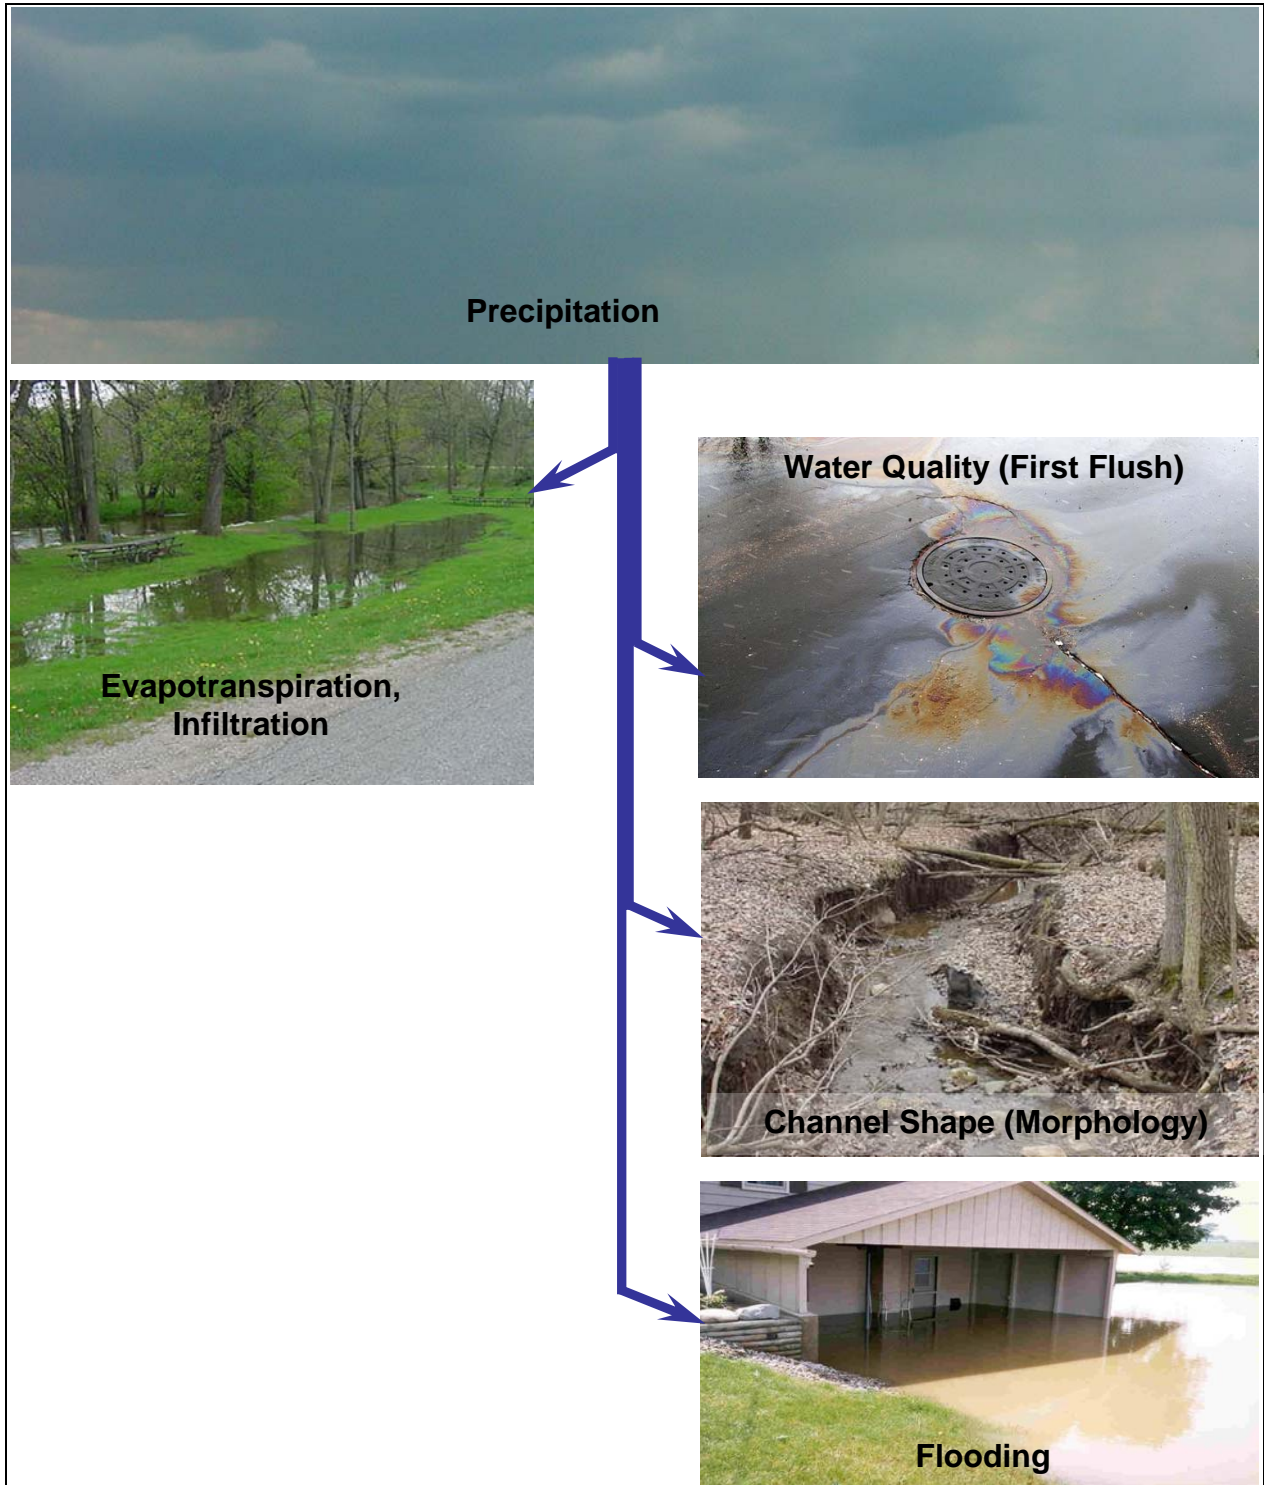 Precipitation
Water Quality (First Flush)
Evapotranspiration,
Infiltration
Channel Shape (Morphology)
Flooding